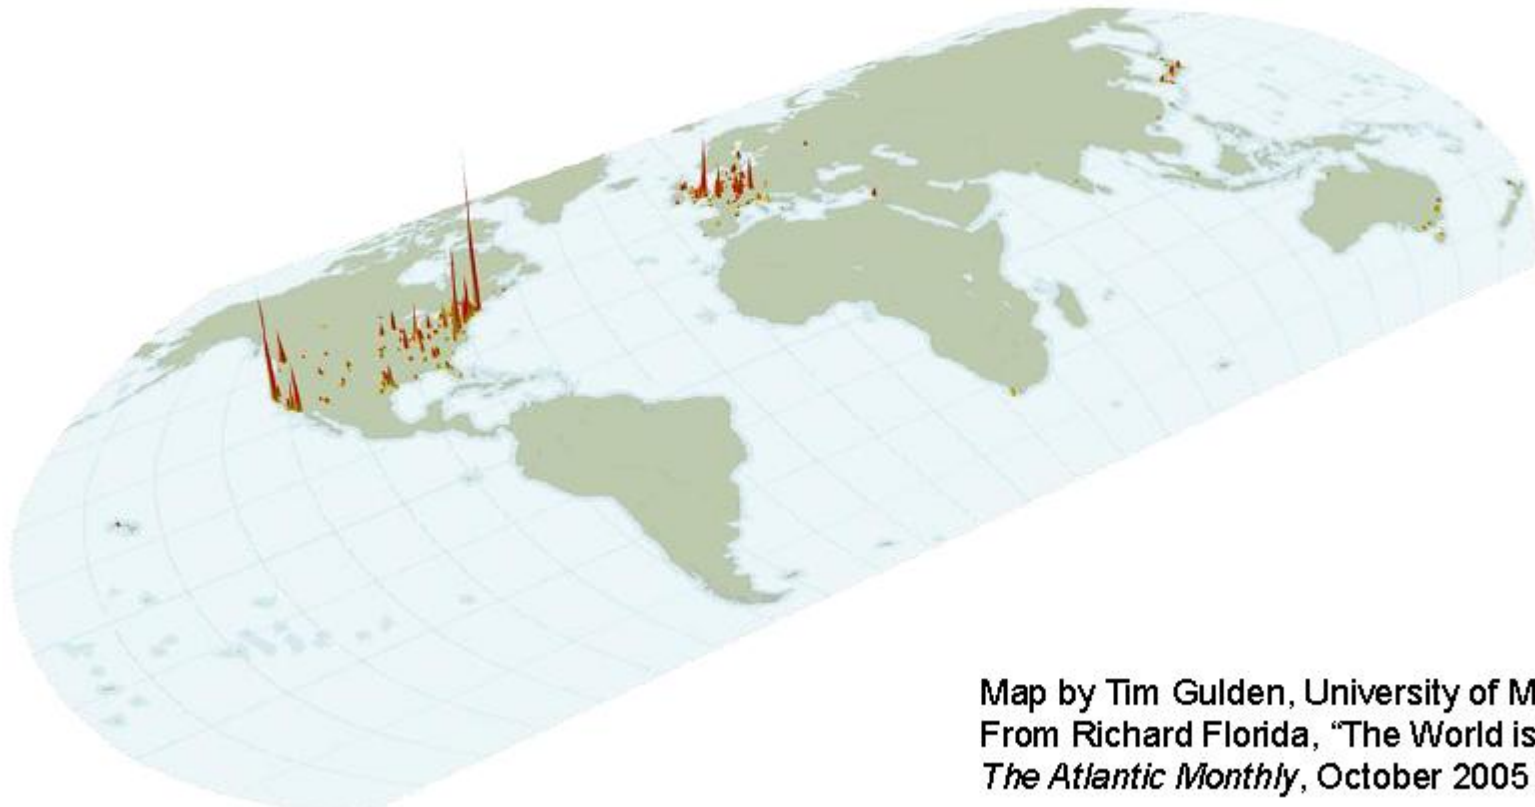 Map by Tim Gulden, University of M
From Richard Florida, “The World is
The Atlantic Monthly, October 2005